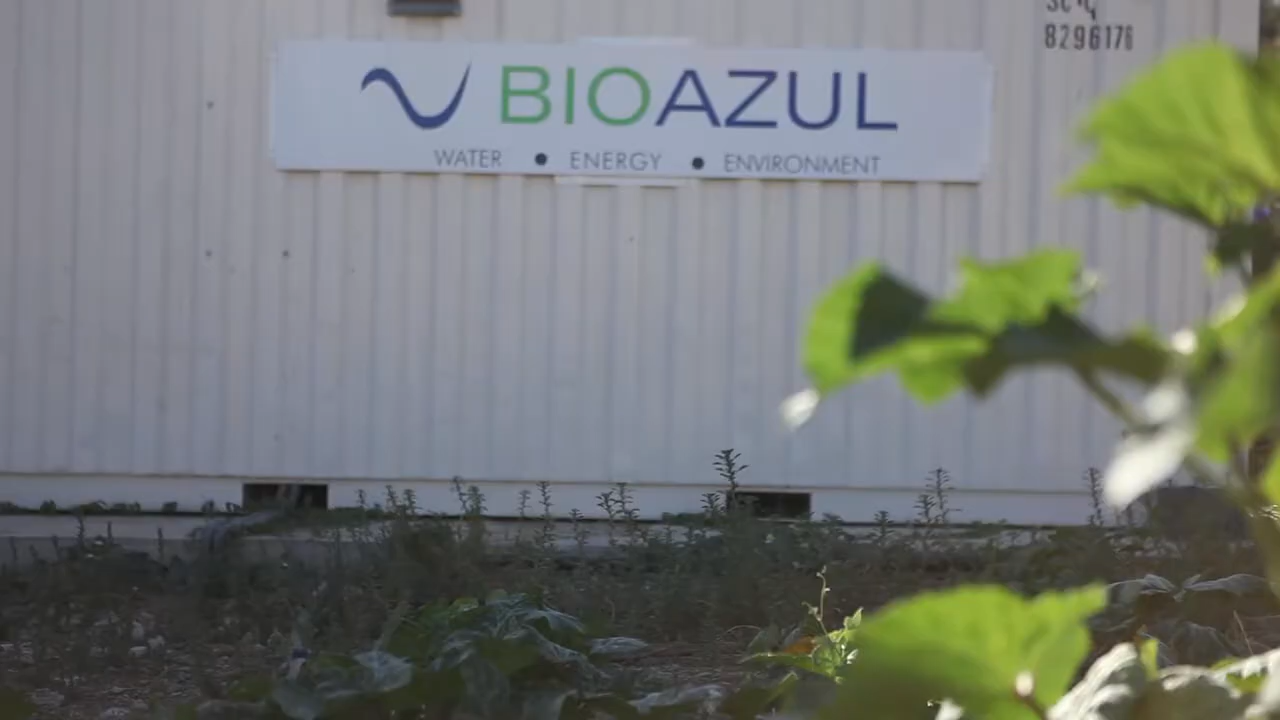 8296176
BIOAZUL
WATER • ENERGY • ENVIRONMENT